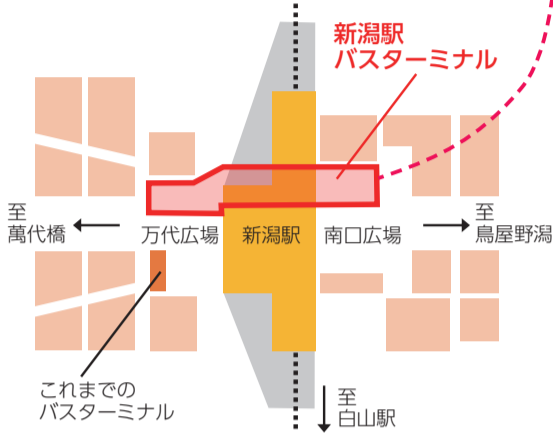 新潟駅
バスターミナル
至
萬代橋
万代広場
新潟駅
南口広場
至
鳥屋野潟
これまでの
バスターミナル
至
白山駅